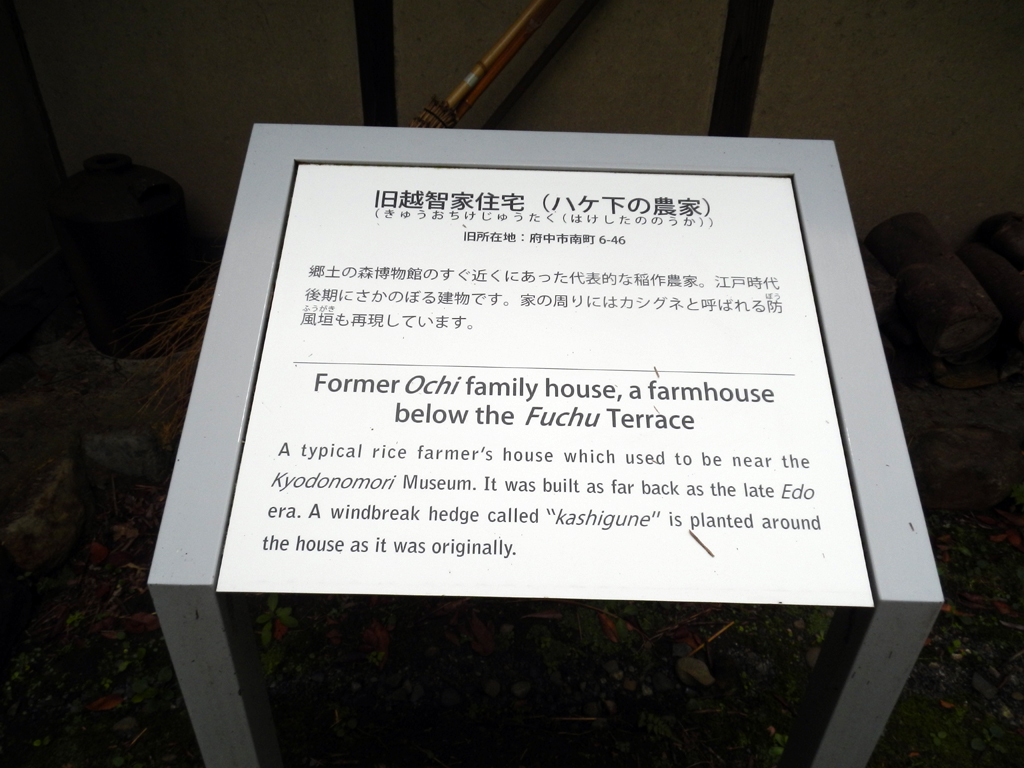 旧越智家住宅（ハケ下の農家）
（きゅうおちけじゅうたく（はけしたののうか））
旧所在地：府中市南町 6-46
郷土の森博物館のすぐ近くにあった代表的な稲作農家。江戸時代
後期にさかのぼる建物です。家の周りにはカシグネと呼ばれる防
ぼう
ふうがき
風垣も再現しています。
Former Ochi family house, a farmhouse
below the Fuchu Terrace
A typical rice farmer's house which used to be near the
Kyodonomori Museum. It was built as far back as the late Edo
era. A windbreak hedge called "kashigune" is planted around
the house as it was originally.